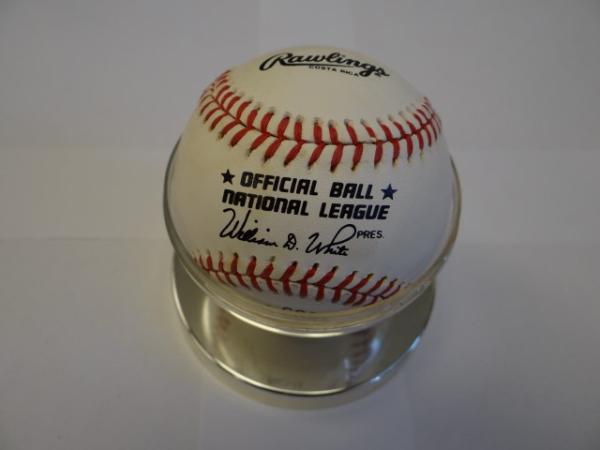 Rawlings
COSTA RICA
★ OFFICIAL BALL ★
NATIONAL LEAGUE
William D. White PRES.